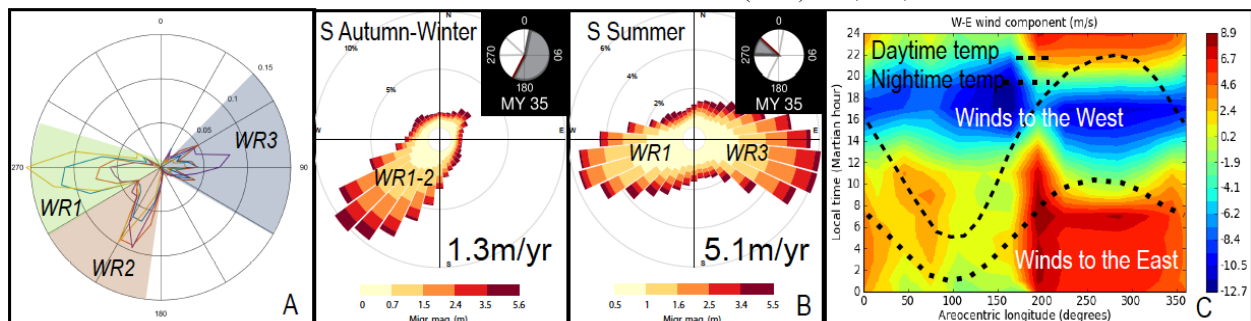 0
0.15
0.1
0.05
WR3
270
90
WR1
WR2
180
A
S Autumn-Winter
N
0
270
90
180
MY 35
10%
5%
W
E
WR1-2
S
1.3m/yr
0 0.7 1.5 2.4 3.5 5.6
Migr. mag. (m)
S Summer
N
0
270
90
180
MY 35
6%
4%
2%
W
E
WR1 WR3
S
5.1m/yr
0.5 1 1.6 2.5 3.4 5.5
Migr. mag. (m)
B
W-E wind component (m/s)
Daytime temp
Nightime temp
Winds to the West
Winds to the East
Local time (Martian hour)
24
22
20
18
16
14
12
10
8
6
4
2
0
0 50 100 150 200 250 300 350
Areocentric longitude (degrees)
8.9
6.7
4.6
2.4
0.2
-1.9
-4.1
-6.2
-8.4
-10.5
-12.7
C